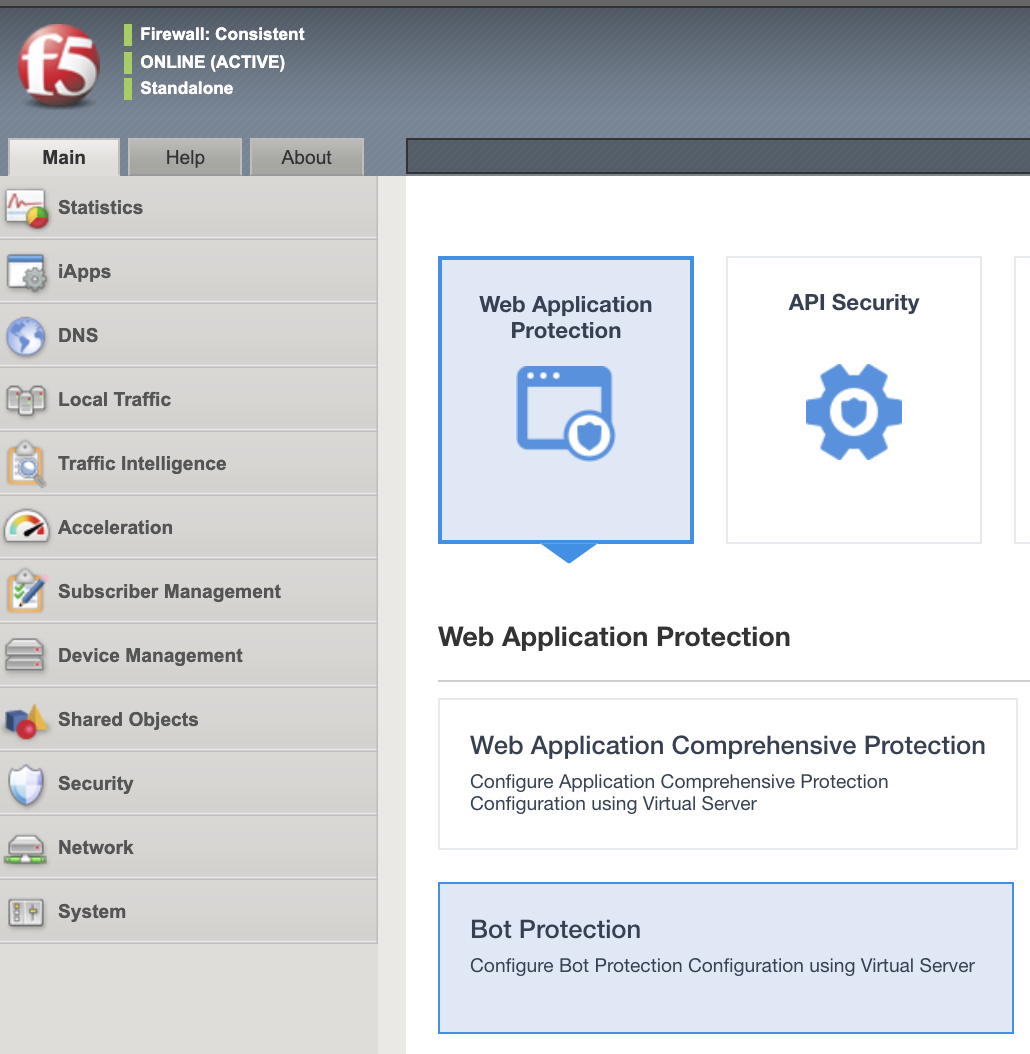 f5
Firewall: Consistent
ONLINE (ACTIVE)
Standalone
Main
Help
About
Statistics
iApps
DNS
Local Traffic
Traffic Intelligence
Acceleration
Subscriber Management
Device Management
Shared Objects
Security
Network
System
Web Application
Protection
API Security
Web Application Protection
Web Application Comprehensive Protection
Configure Application Comprehensive Protection
Configuration using Virtual Server
Bot Protection
Configure Bot Protection Configuration using Virtual Server